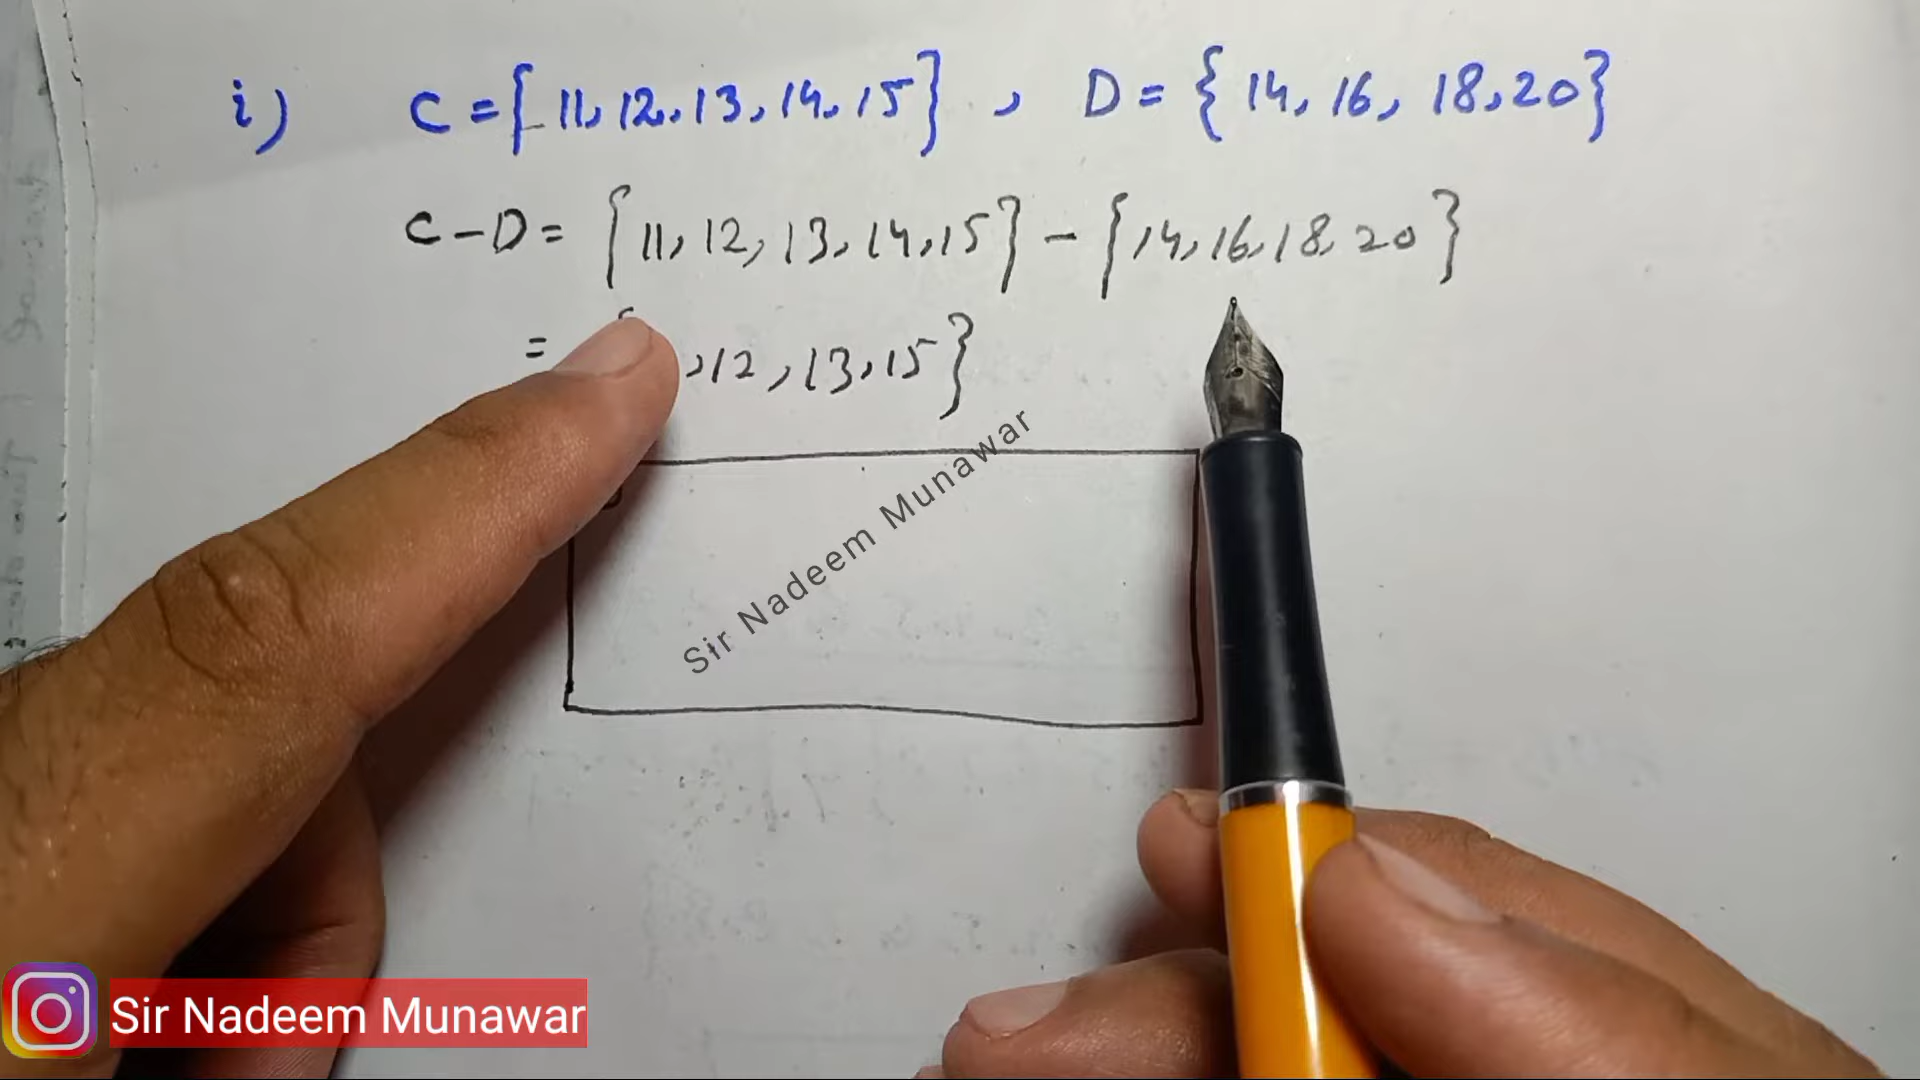 i) C = { 11, 12, 13, 14, 15 } , D = { 14, 16, 18, 20 }
C - D = { 11, 12, 13, 14, 15 } - { 14, 16, 18, 20 }
= , 12 , 13, 15 }
Sir Nadeem Munawar
Sir Nadeem Munawar